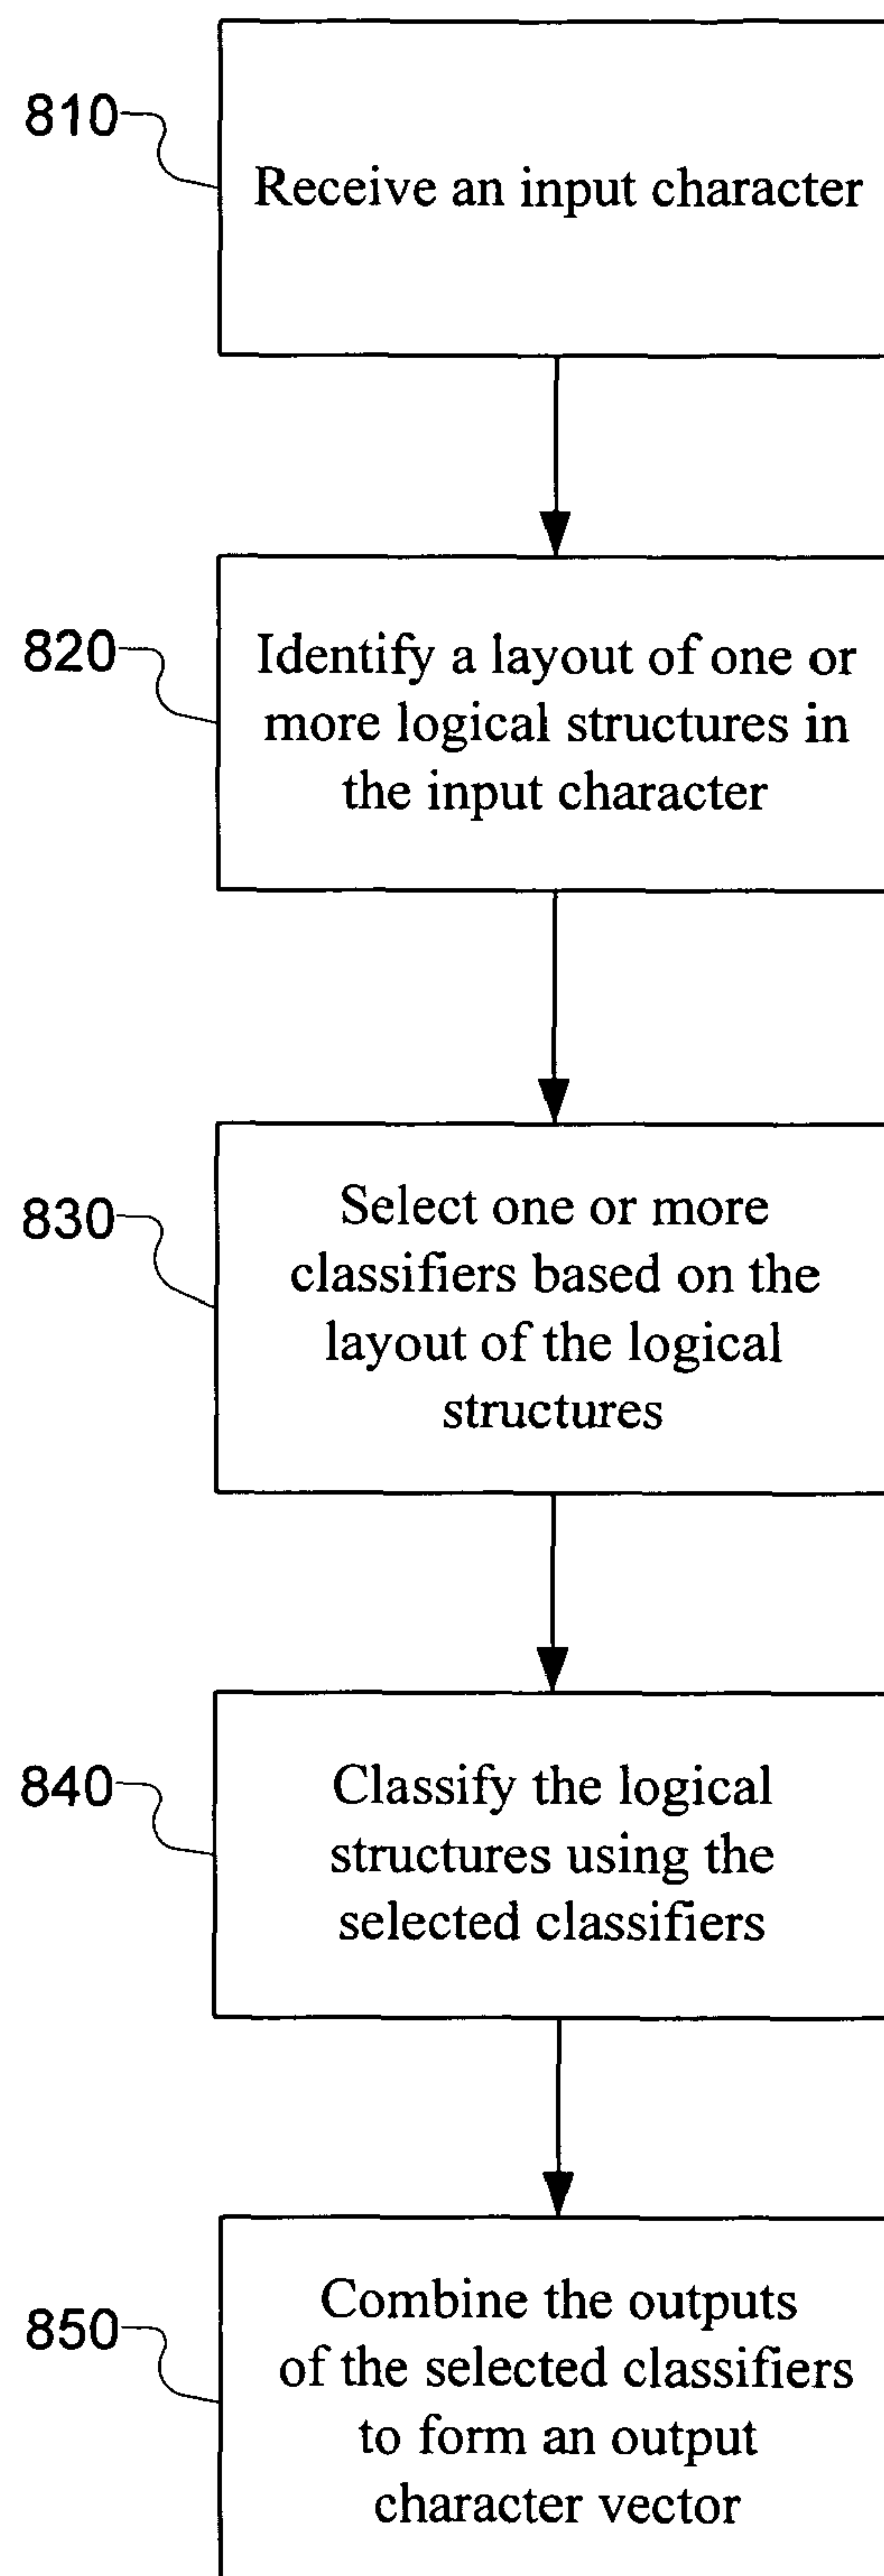 810
Receive an input character
820
Identify a layout of one or
more logical structures in
the input character
830
Select one or more
classifiers based on the
layout of the logical
structures
840
Classify the logical
structures using the
selected classifiers
850
Combine the outputs
of the selected classifiers
to form an output
character vector